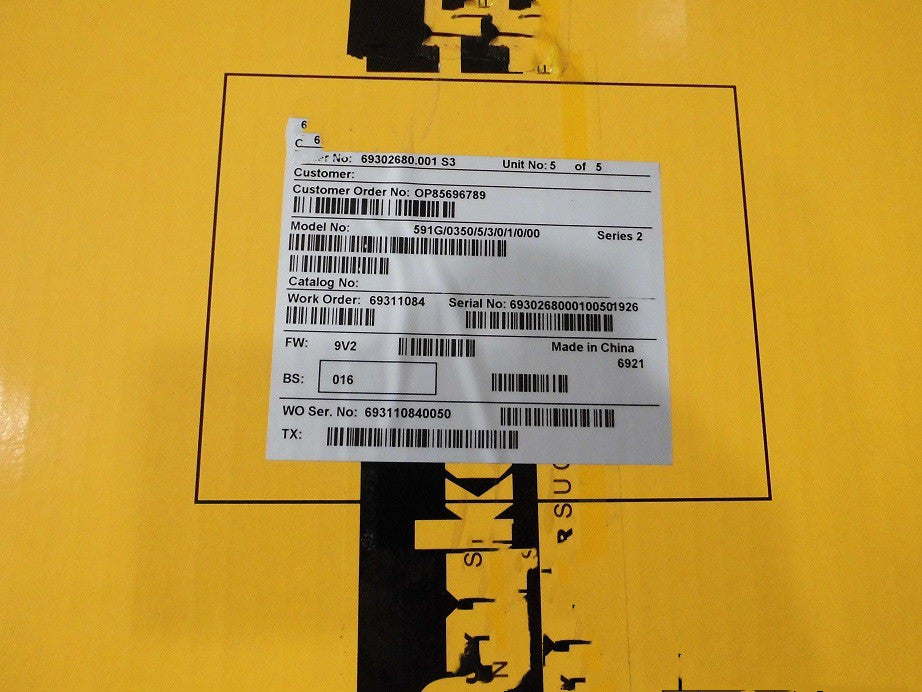 6
C 6
er No: 69302680.001 S3 Unit No: 5 of 5
Customer:
Customer Order No: OP85696789
Model No: 591G/0350/5/3/0/1/0/00 Series 2
Catalog No:
Work Order: 69311084 Serial No: 6930268000100501926
FW: 9V2 Made in China
6921
BS: 016
WO Ser. No: 693110840050
TX: